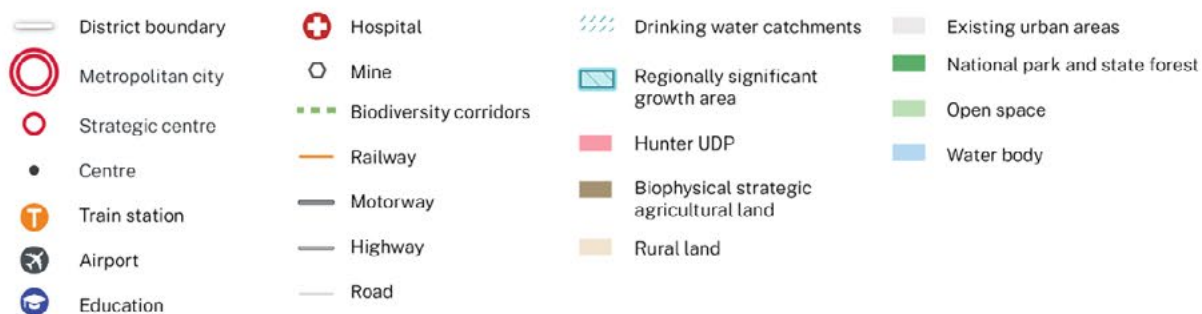 District boundary
Metropolitan city
Strategic centre
Centre
T
Train station
Airport
Education
Hospital
Mine
Biodiversity corridors
Railway
Motorway
Highway
Road
Drinking water catchments
Regionally significant
growth area
Hunter UDP
Biophysical strategic
agricultural land
Rural land
Existing urban areas
National park and state forest
Open space
Water body